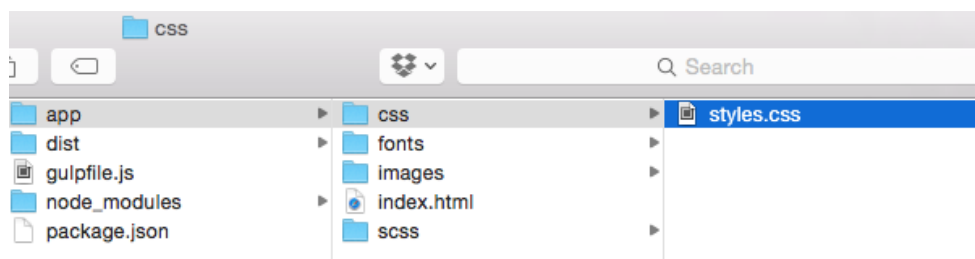 css
Search
app
dist
gulpfile.js
node_modules
package.json
css
fonts
images
index.html
scss
styles.css